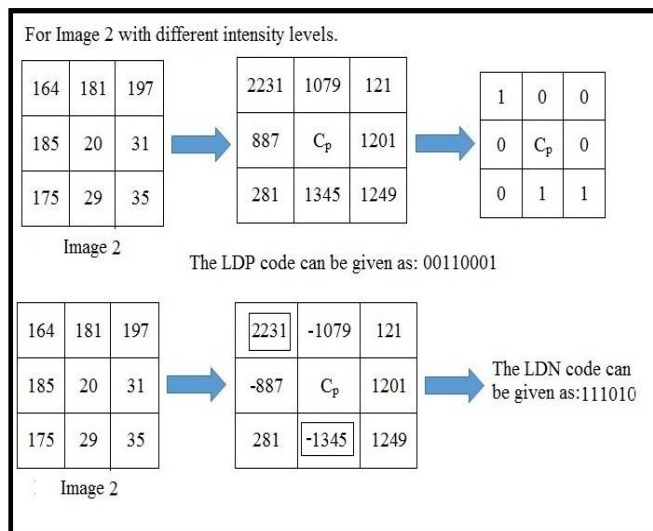 For Image 2 with different intensity levels.
164 181 197
185 20 31
175 29 35
Image 2
2231 1079 121
887 Cp 1201
281 1345 1249
1 0 0
0 Cp 0
0 1 1
The LDP code can be given as: 00110001
164 181 197
185 20 31
175 29 35
Image 2
2231 -1079 121
-887 Cp 1201
281 -1345 1249
The LDN code can
be given as:111010